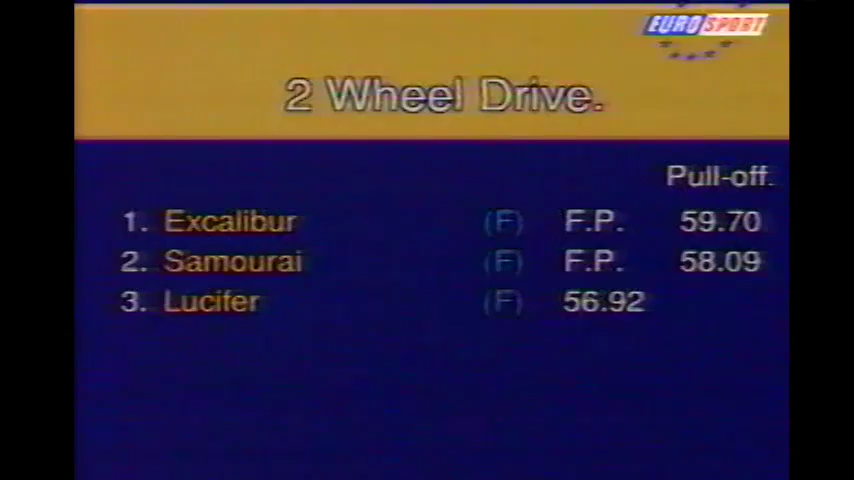 EUROSPORT
2 Wheel Drive.
Pull-off.
1. Excalibur (F) F.P. 59.70
2. Samourai (F) F.P. 58.09
3. Lucifer (F) 56.92